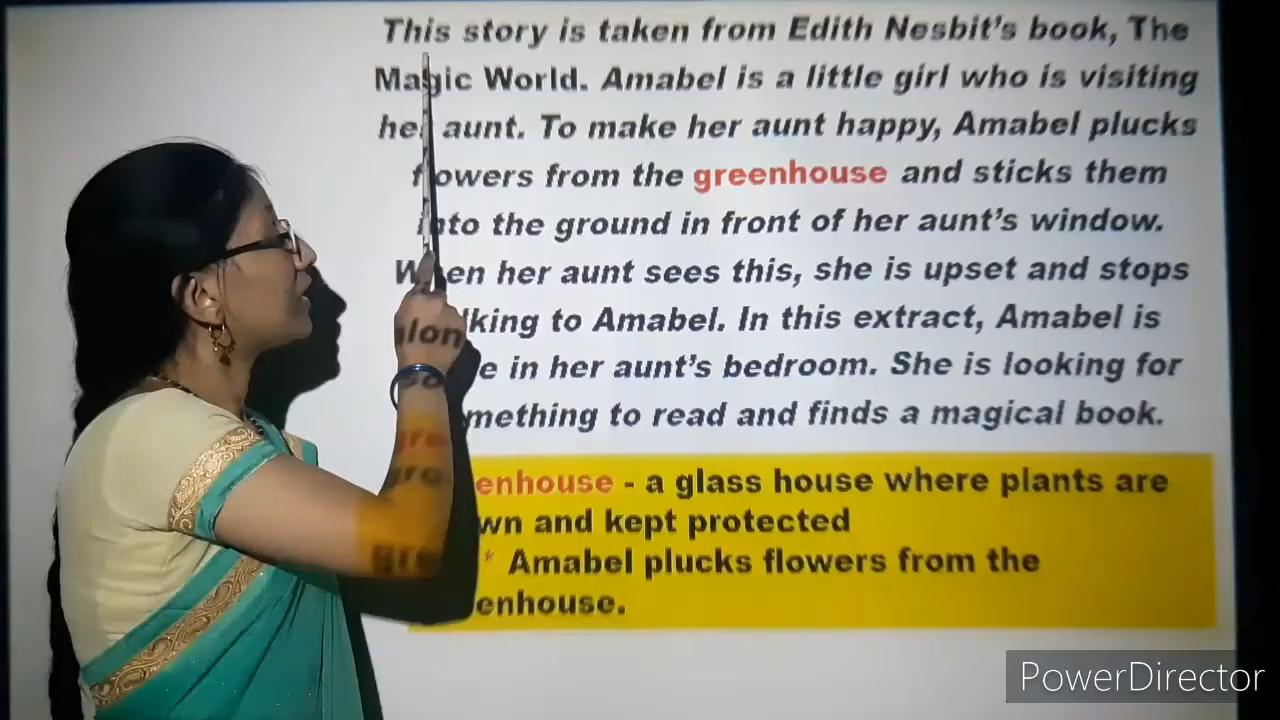 This story is taken from Edith Nesbit's book, The
Magic World. Amabel is a little girl who is visiting
her aunt. To make her aunt happy, Amabel plucks
flowers from the greenhouse and sticks them
into the ground in front of her aunt's window.
When her aunt sees this, she is upset and stops
talking to Amabel. In this extract, Amabel is
alone in her aunt's bedroom. She is looking for
something to read and finds a magical book.
greenhouse - a glass house where plants are
grown and kept protected
* Amabel plucks flowers from the
greenhouse.
PowerDirector